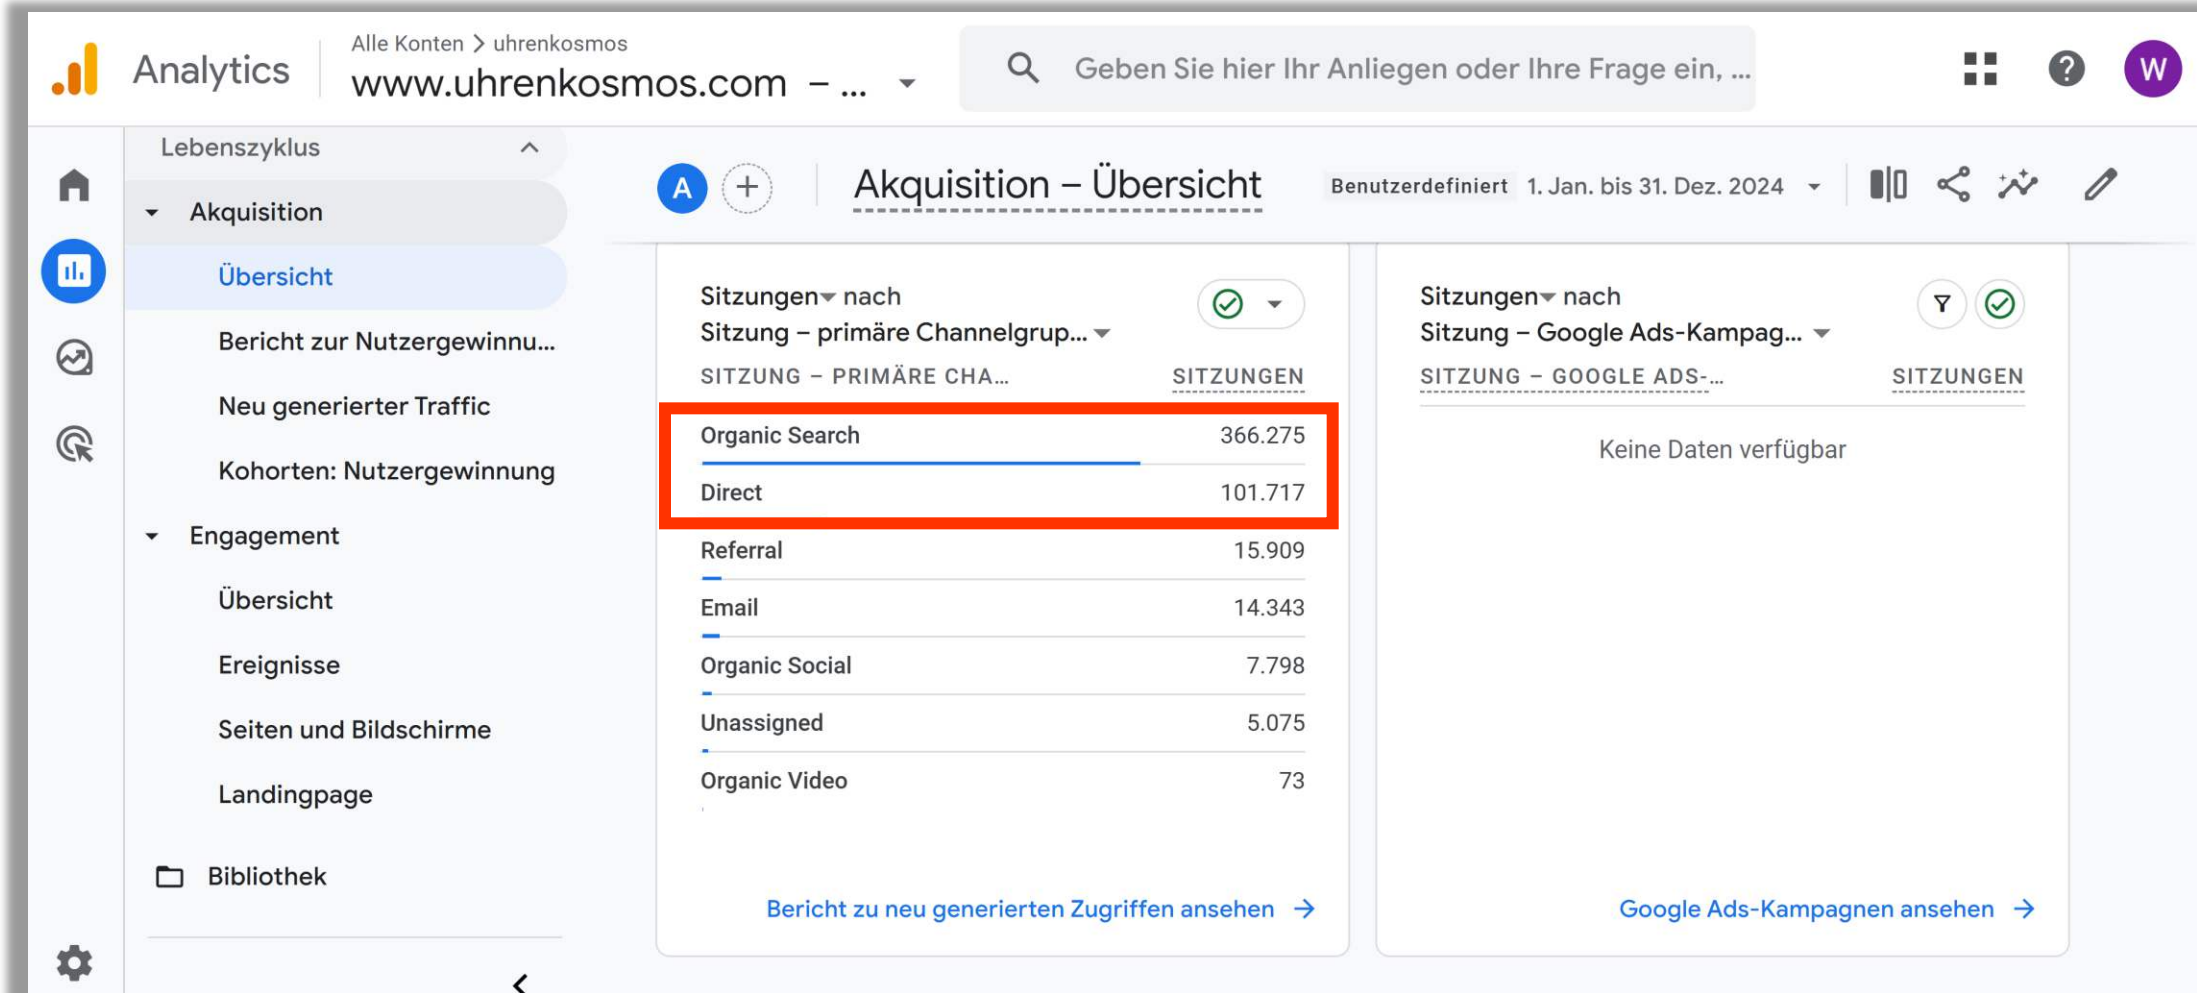 Analytics
Alle Konten > uhrenkosmos
www.uhrenkosmos.com – ...
Geben Sie hier Ihr Anliegen oder Ihre Frage ein, ...
W
Lebenszyklus
Akquisition
Übersicht
Bericht zur Nutzergewinnu...
Neu generierter Traffic
Kohorten: Nutzergewinnung
Engagement
Übersicht
Ereignisse
Seiten und Bildschirme
Landingpage
Bibliothek
A
Akquisition – Übersicht
Benutzerdefiniert 1. Jan. bis 31. Dez. 2024
Sitzungen nach
Sitzung – primäre Channelgrup...
SITZUNG – PRIMÄRE CHA... SITZUNGEN
Organic Search 366.275
Direct 101.717
Referral 15.909
Email 14.343
Organic Social 7.798
Unassigned 5.075
Organic Video 73
Bericht zu neu generierten Zugriffen ansehen →
Sitzungen nach
Sitzung – Google Ads-Kampag...
SITZUNG – GOOGLE ADS-... SITZUNGEN
Keine Daten verfügbar
Google Ads-Kampagnen ansehen →